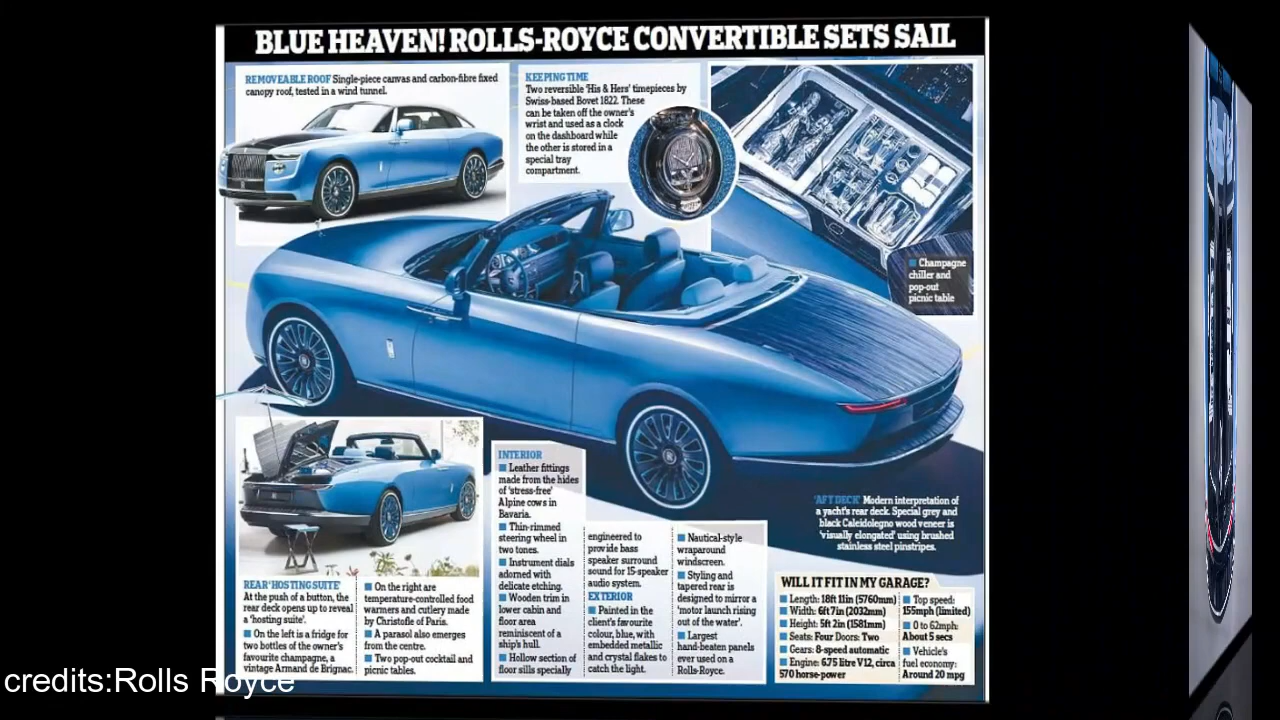 BLUE HEAVEN! ROLLS-ROYCE CONVERTIBLE SETS SAIL
REMOVEABLE ROOF Single-piece canvas and carbon-fibre fixed
canopy roof, tested in a wind tunnel.
KEEPING TIME
Two reversible 'His & Hers' timepieces by
Swiss-based Bovet 1822. These
can be taken off the owner's
wrist and used as a clock
on the dashboard while
the other is stored in a
special tray
compartment.
Champagne
chiller and
pop-out
picnic table
'AFT DECK' Modern interpretation of
a yacht's rear deck. Special grey and
black Caleidolegno wood veneer is
'visually elongated' using brushed
stainless steel pinstripes.
REAR 'HOSTING SUITE'
At the push of a button, the
rear deck opens up to reveal
a 'hosting suite'.
On the left is a fridge for
two bottles of the owner's
favourite champagne, a
vintage Armand de Brignac.
On the right are
temperature-controlled food
warmers and cutlery made
by Christofle of Paris.
A parasol also emerges
from the centre.
Two pop-out cocktail and
picnic tables.
INTERIOR
Leather fittings
made from the hides
of 'stress-free'
Alpine cows in
Bavaria.
Thin-rimmed
steering wheel in
two tones.
Instrument dials
adorned with
delicate etching.
Wooden trim in
lower cabin and
floor area
reminiscent of a
ship's hull.
Hollow section of
floor sills specially
engineered to
provide bass
speaker surround
sound for 15-speaker
audio system.
EXTERIOR
Painted in the
client's favourite
colour, blue, with
embedded metallic
and crystal flakes to
catch the light.
Nautical-style
wraparound
windscreen.
Styling and
tapered rear is
designed to mirror a
'motor launch rising
out of the water'.
Largest
hand-beaten panels
ever used on a
Rolls-Royce.
WILL IT FIT IN MY GARAGE?
Length: 18ft 11in (5760mm)
Width: 6ft 7in (2032mm)
Height: 5ft 2in (1581mm)
Seats: Four Doors: Two
Gears: 8-speed automatic
Engine: 6.75 litre V12, circa
570 horse-power
Top speed:
155mph (limited)
0 to 62mph:
About 5 secs
Vehicle's
fuel economy:
Around 20 mpg
credits:Rolls Royce